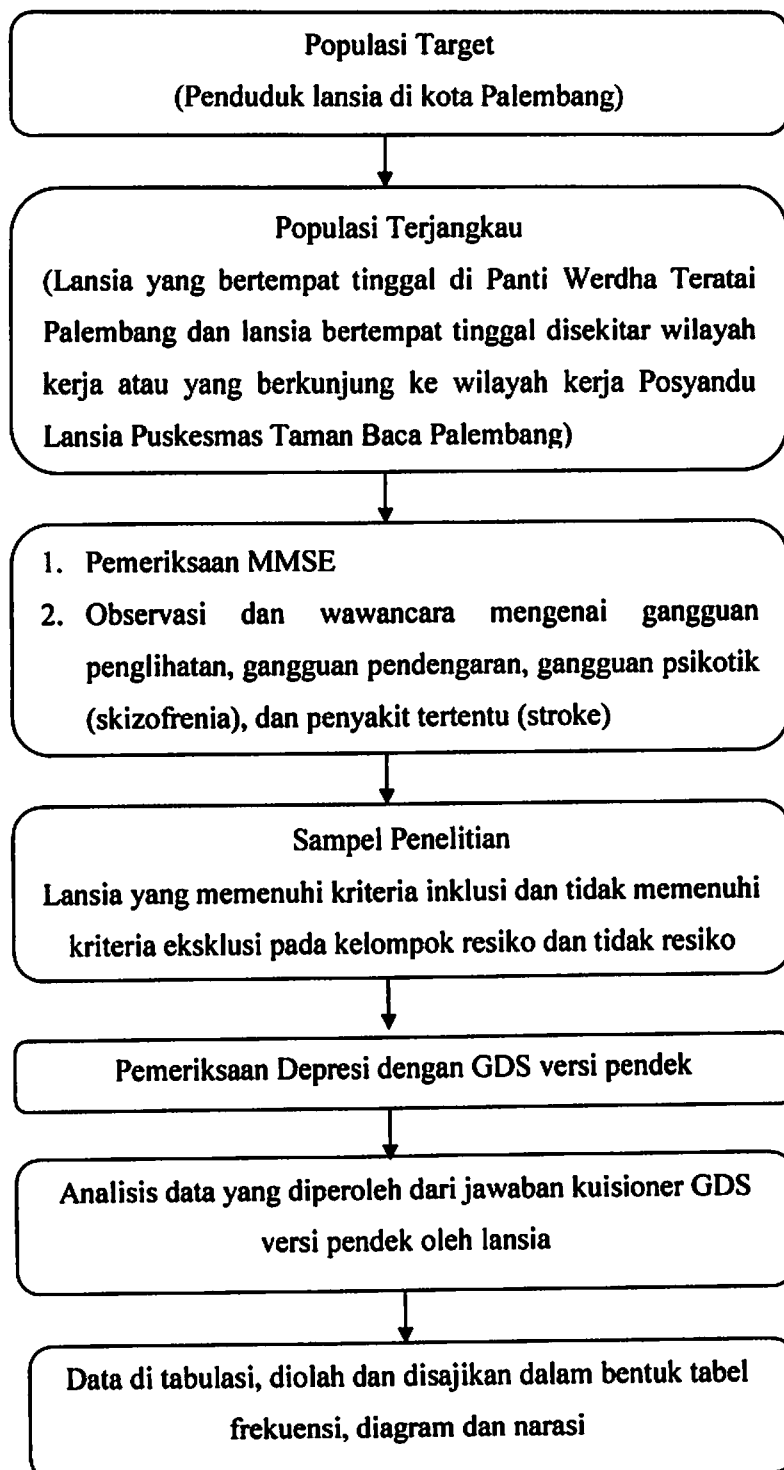 Populasi Target
(Penduduk lansia di kota Palembang)
Populasi Terjangkau
(Lansia yang bertempat tinggal di Panti Werdha Teratai
Palembang dan lansia bertempat tinggal disekitar wilayah
kerja atau yang berkunjung ke wilayah kerja Posyandu
Lansia Puskesmas Taman Baca Palembang)
1. Pemeriksaan MMSE
2. Observasi dan wawancara mengenai gangguan
penglihatan, gangguan pendengaran, gangguan psikotik
(skizofrenia), dan penyakit tertentu (stroke)
Sampel Penelitian
Lansia yang memenuhi kriteria inklusi dan tidak memenuhi
kriteria eksklusi pada kelompok resiko dan tidak resiko
Pemeriksaan Depresi dengan GDS versi pendek
Analisis data yang diperoleh dari jawaban kuisioner GDS
versi pendek oleh lansia
Data di tabulasi, diolah dan disajikan dalam bentuk tabel
frekuensi, diagram dan narasi